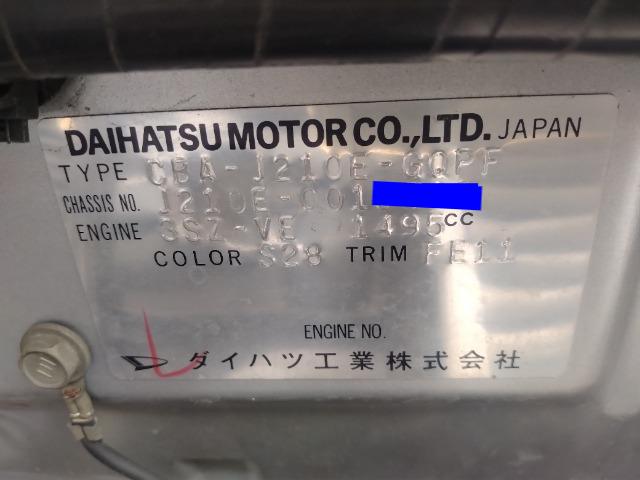 DAIHATSU MOTOR CO.,LTD. JAPAN
TYPE CBA-J210E-GQPF
CHASSIS NO. J210E-001
ENGINE 3SZ-VE 1495CC
COLOR S28 TRIM FE11
ENGINE NO.
ダイハツ工業株式会社